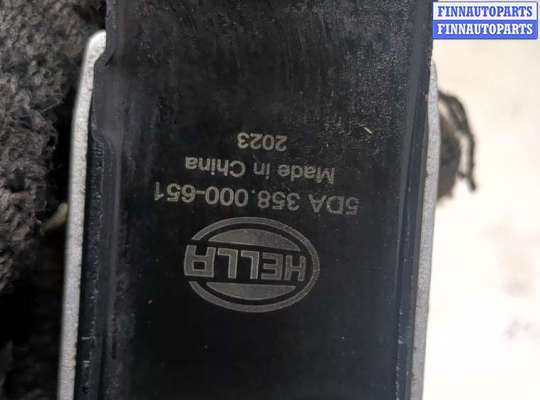 FINNAUTOPARTS
FINNAUTOPARTS
HELLA
5DA 358.000-651
Made in China
2023